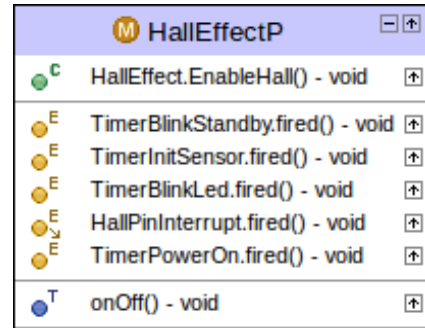 M HallEffectP
C HallEffect.EnableHall() - void
E TimerBlinkStandby.fired() - void
E TimerInitSensor.fired() - void
E TimerBlinkLed.fired() - void
E HallPinInterrupt.fired() - void
E TimerPowerOn.fired() - void
T onOff() - void